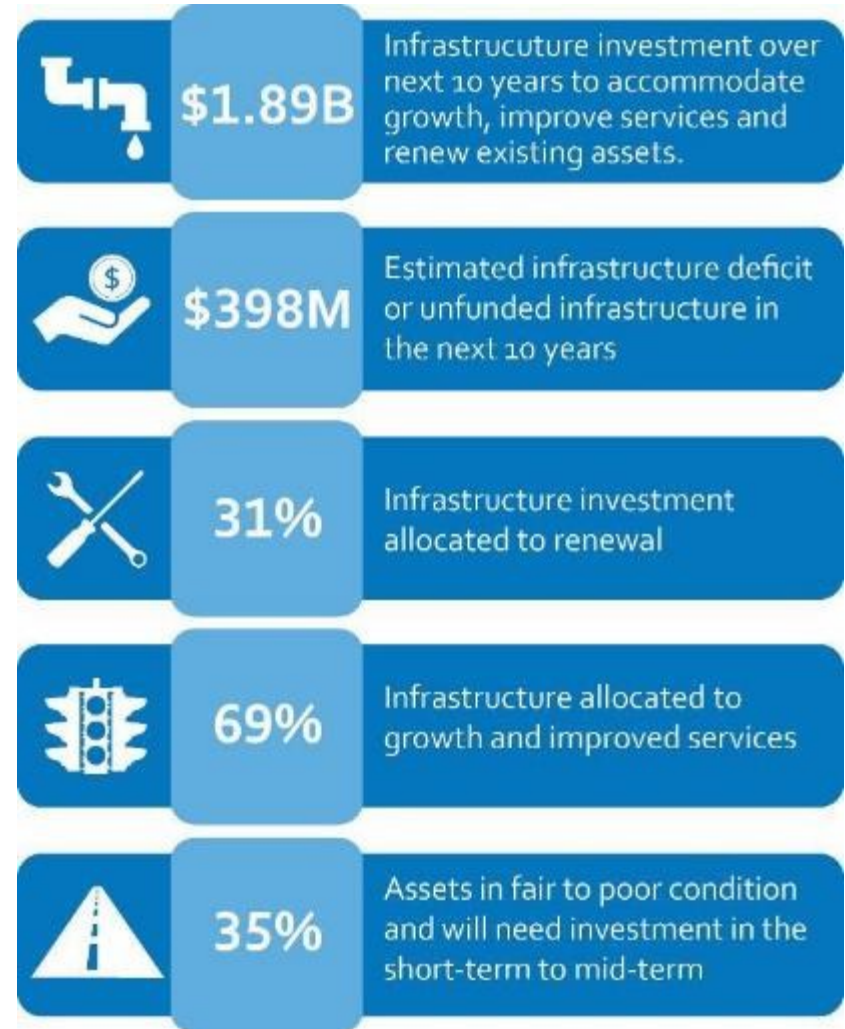 $1.89B
Infrastrucuture investment over
next 10 years to accommodate
growth, improve services and
renew existing assets.
$
$398M
Estimated infrastructure deficit
or unfunded infrastructure in
the next 10 years
31%
Infrastructure investment
allocated to renewal
69%
Infrastructure allocated to
growth and improved services
35%
Assets in fair to poor condition
and will need investment in the
short-term to mid-term